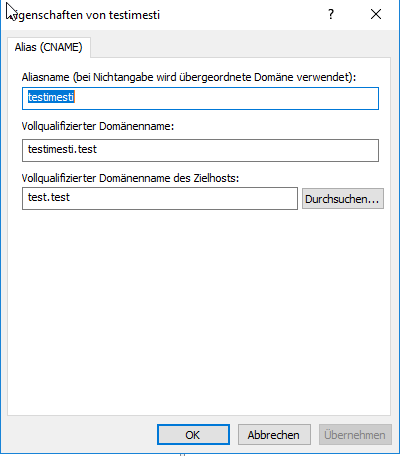 igenschaften von testimesti
Alias (CNAME)
Aliasname (bei Nichtangabe wird übergeordnete Domäne verwendet):
testimesti
Vollqualifizierter Domänenname:
testimesti.test
Vollqualifizierter Domänenname des Zielhosts:
test.test
Durchsuchen...
OK
Abbrechen
Übernehmen